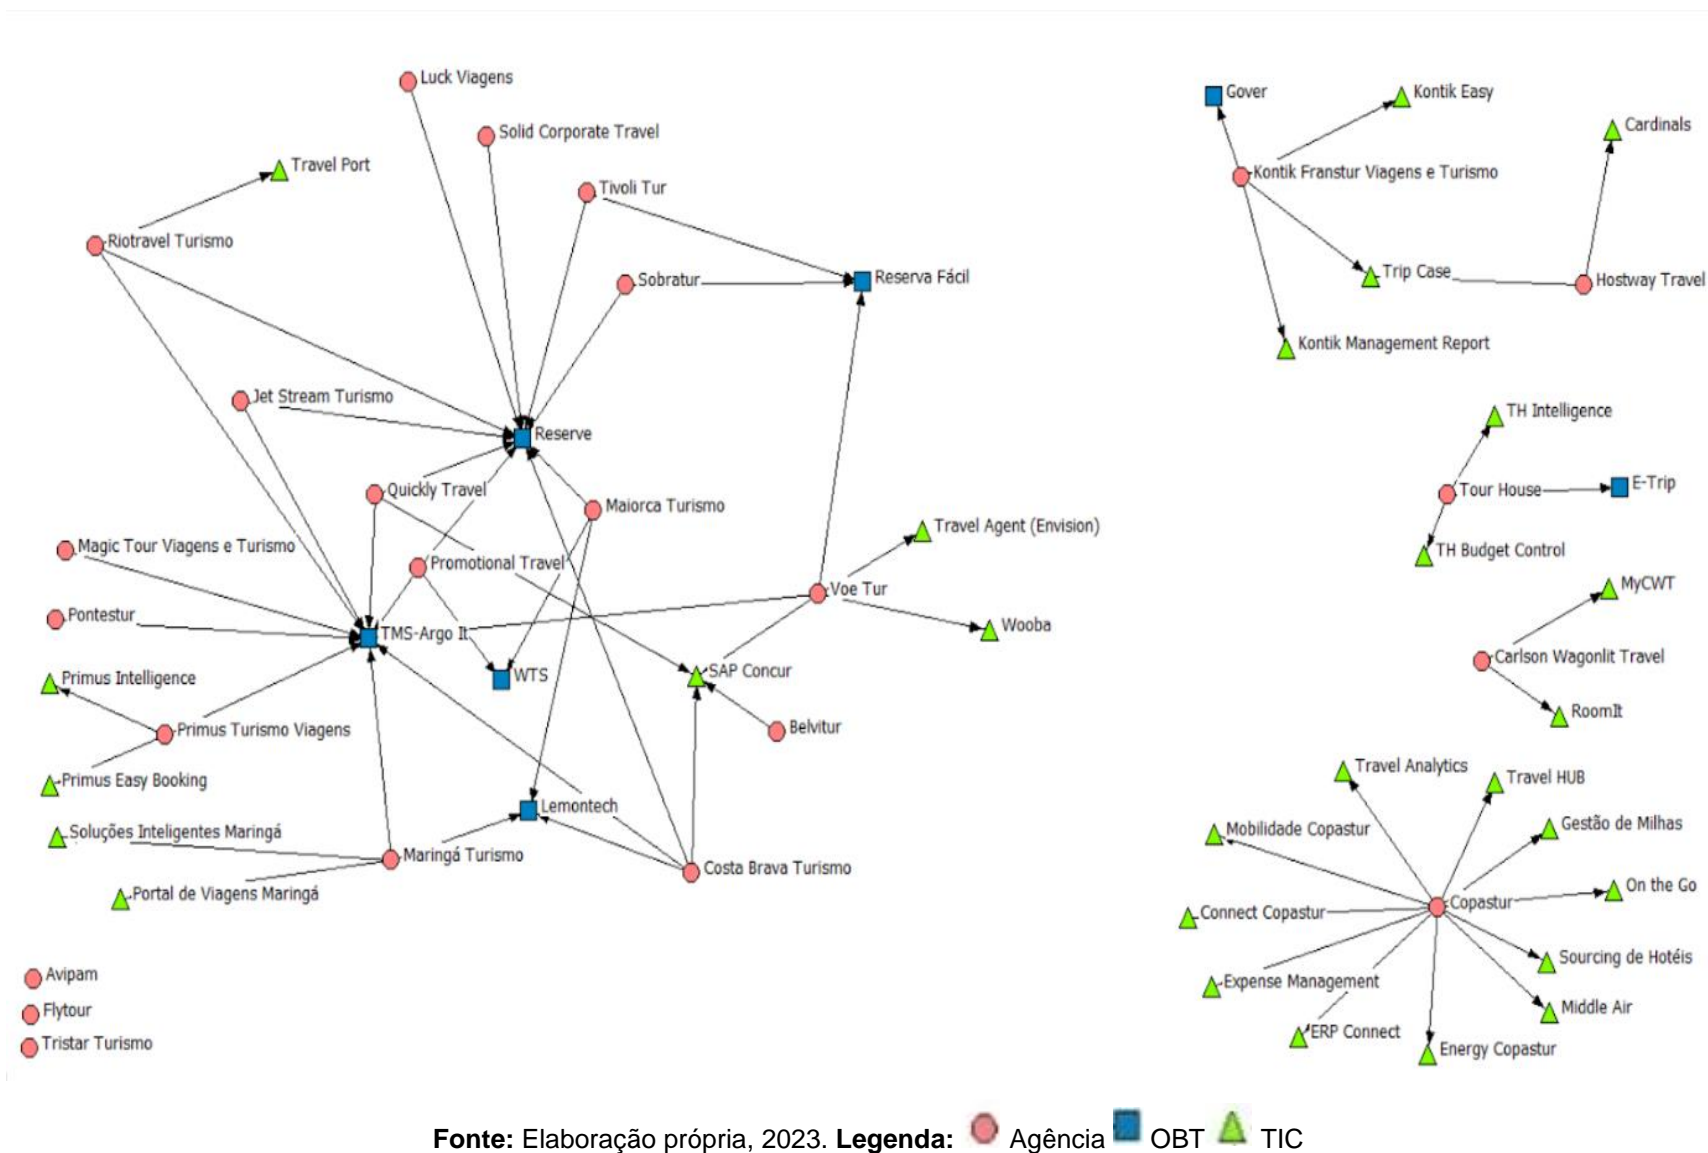 Luck Viagens
Solid Corporate Travel
Travel Port
Tivoli Tur
Riotravel Turismo
Sobratur
Reserva Fácil
Jet Stream Turismo
Reserve
Quickly Travel
Maiorca Turismo
Travel Agent (Envision)
Magic Tour Viagens e Turismo
Promotional Travel
Voe Tur
Pontestur
TMS-Argo It
Wooba
Primus Intelligence
WTS
SAP Concur
Primus Turismo Viagens
Belvitur
Primus Easy Booking
Lemontech
Soluções Inteligentes Maringá
Maringá Turismo
Costa Brava Turismo
Portal de Viagens Maringá
Avipam
Flytour
Tristar Turismo
Gover
Kontik Easy
Cardinals
Kontik Franstur Viagens e Turismo
Trip Case
Hostway Travel
Kontik Management Report
TH Intelligence
Tour House
E-Trip
TH Budget Control
MyCWT
Carlson Wagonlit Travel
RoomIt
Travel Analytics
Travel HUB
Mobilidade Copastur
Gestão de Milhas
On the Go
Copastur
Connect Copastur
Sourcing de Hotéis
Expense Management
Middle Air
ERP Connect
Energy Copastur
Fonte: Elaboração própria, 2023. Legenda: Agência OBT TIC